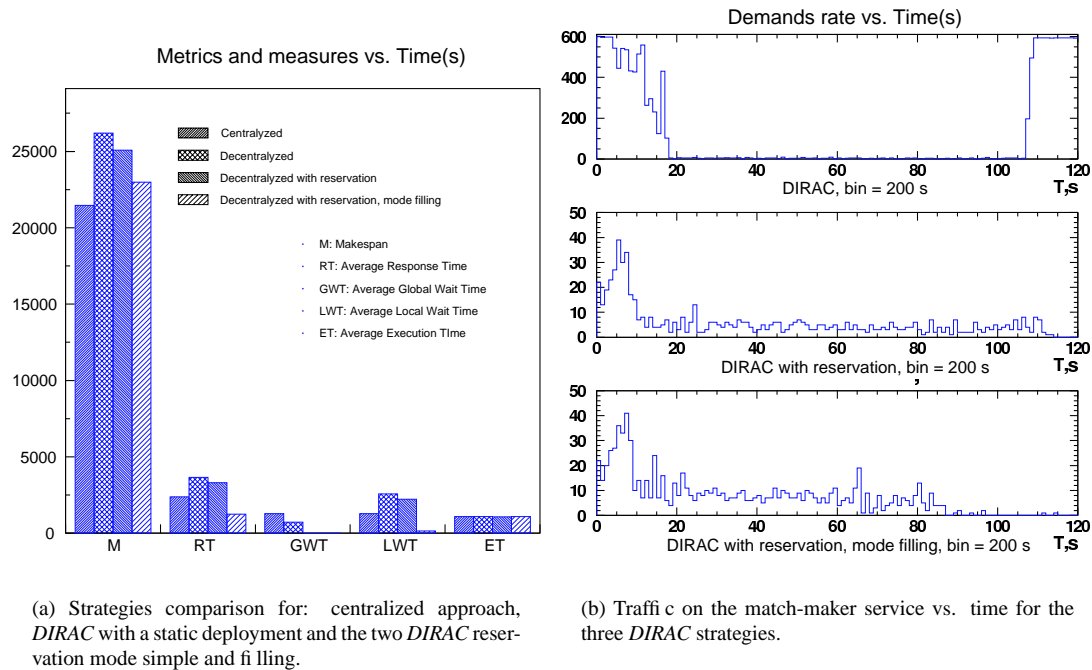 Metrics and measures vs. Time(s)
25000
20000
15000
10000
5000
0
Centralyzed
Decentralyzed
Decentralyzed with reservation
Decentralyzed with reservation, mode filling
M: Makespan
RT: Average Response Time
GWT: Average Global Wait Time
LWT: Average Local Wait Time
ET: Average Execution TIme
M RT GWT LWT ET
(a) Strategies comparison for: centralized approach,
DIRAC with a static deployment and the two DIRAC reser-
vation mode simple and filling.
Demands rate vs. Time(s)
600
400
200
0
0 20 40 60 80 100 120
DIRAC, bin = 200 s T,s
50
40
30
20
10
0
0 20 40 60 80 100 120
DIRAC with reservation, bin = 200 s T,s
,
50
40
30
20
10
0
0 20 40 60 80 100 120
DIRAC with reservation, mode filling, bin = 200 s T,s
(b) Traffic on the match-maker service vs. time for the
three DIRAC strategies.